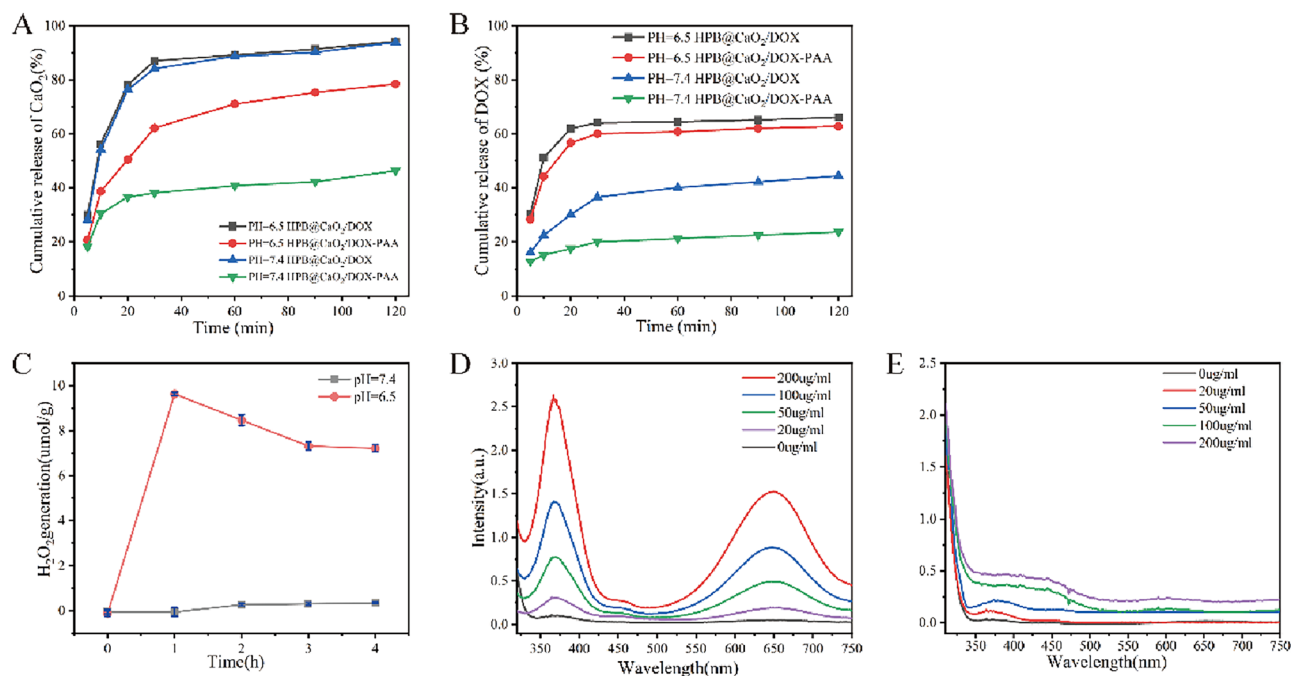 A
Cumulative release of CaO₂(%)
100
80
60
40
20
0
PH=6.5 HPB@CaO₂/DOX
PH=6.5 HPB@CaO₂/DOX-PAA
PH=7.4 HPB@CaO₂/DOX
PH=7.4 HPB@CaO₂/DOX-PAA
0 20 40 60 80 100 120
Time (min)
B
Cumulative release of DOX (%)
100
80
60
40
20
0
PH=6.5 HPB@CaO₂/DOX
PH=6.5 HPB@CaO₂/DOX-PAA
PH=7.4 HPB@CaO₂/DOX
PH=7.4 HPB@CaO₂/DOX-PAA
0 20 40 60 80 100 120
Time (min)
C
H₂O₂generation(umol/g)
10
8
6
4
2
0
pH=7.4
pH=6.5
0 1 2 3 4
Time(h)
D
Intensity(a.u.)
3.0
2.5
2.0
1.5
1.0
0.5
0.0
200ug/ml
100ug/ml
50ug/ml
20ug/ml
0ug/ml
350 400 450 500 550 600 650 700 750
Wavelength(nm)
E
2.5
2.0
1.5
1.0
0.5
0.0
0ug/ml
20ug/ml
50ug/ml
100ug/ml
200ug/ml
350 400 450 500 550 600 650 700 750
Wavelength(nm)